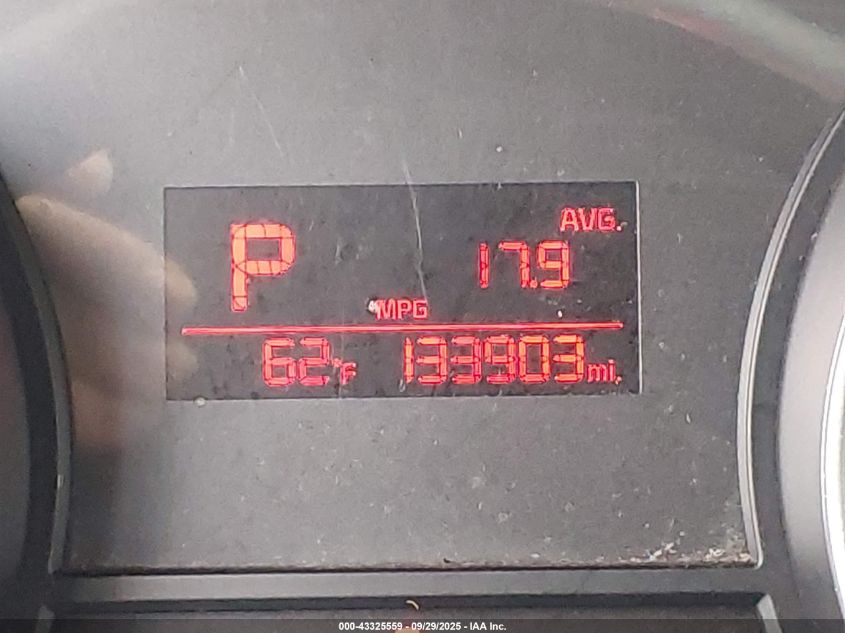 P
AVG.
17.9
MPG
62°F 133903 mi.
000-43325559 - 09/29/2025 - IAA Inc.